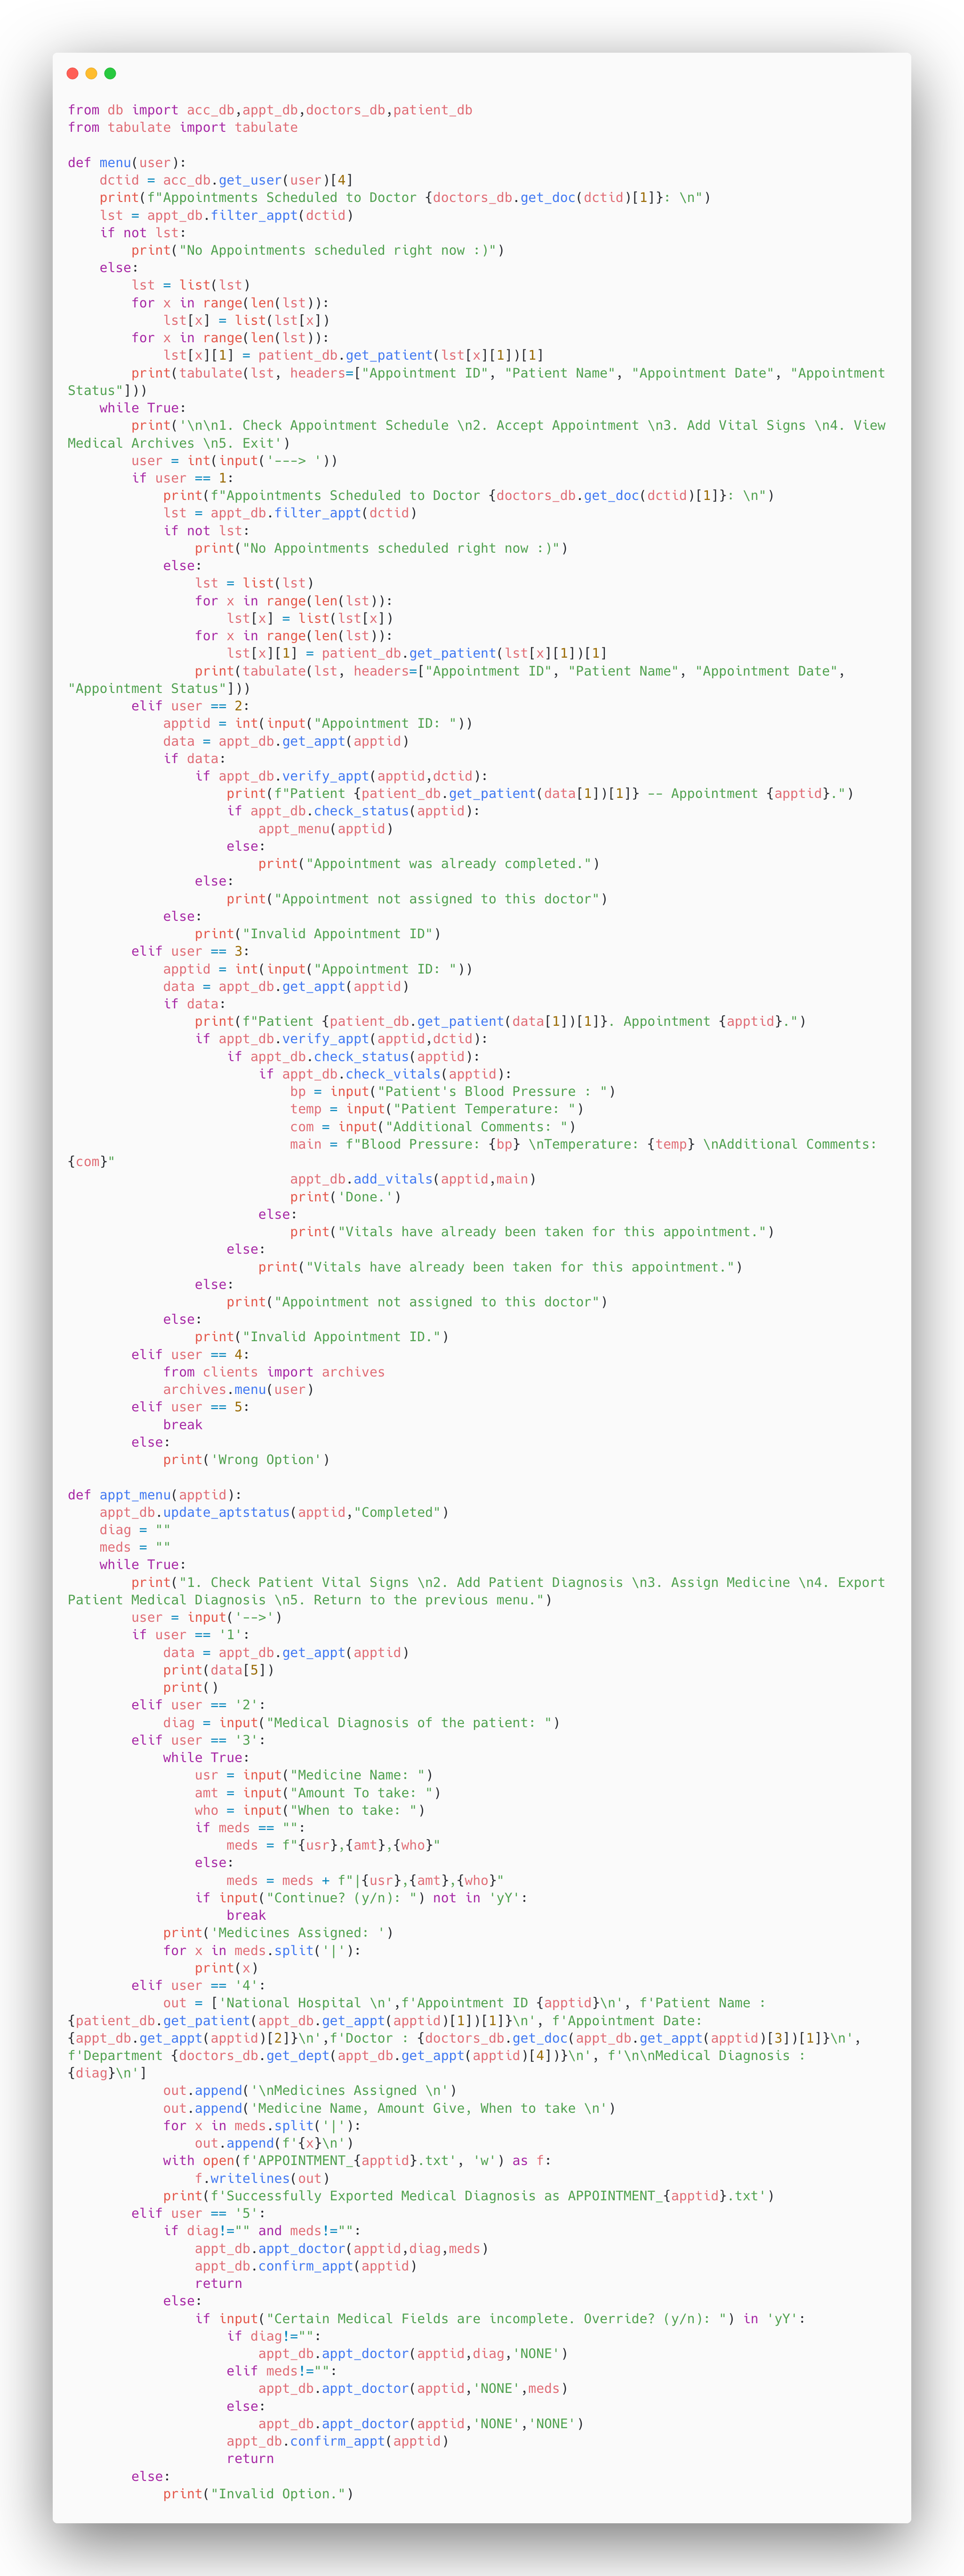 from db import acc_db,appt_db,doctors_db,patient_db
from tabulate import tabulate

def menu(user):
    dctid = acc_db.get_user(user)[4]
    print(f"Appointments Scheduled to Doctor {doctors_db.get_doc(dctid)[1]}: \n")
    lst = appt_db.filter_appt(dctid)
    if not lst:
        print("No Appointments scheduled right now :)")
    else:
        lst = list(lst)
        for x in range(len(lst)):
            lst[x] = list(lst[x])
        for x in range(len(lst)):
            lst[x][1] = patient_db.get_patient(lst[x][1])[1]
        print(tabulate(lst, headers=["Appointment ID", "Patient Name", "Appointment Date", "Appointment
Status"]))
    while True:
        print('\n\n1. Check Appointment Schedule \n2. Accept Appointment \n3. Add Vital Signs \n4. View
Medical Archives \n5. Exit')
        user = int(input('---> '))
        if user == 1:
            print(f"Appointments Scheduled to Doctor {doctors_db.get_doc(dctid)[1]}: \n")
            lst = appt_db.filter_appt(dctid)
            if not lst:
                print("No Appointments scheduled right now :)")
            else:
                lst = list(lst)
                for x in range(len(lst)):
                    lst[x] = list(lst[x])
                for x in range(len(lst)):
                    lst[x][1] = patient_db.get_patient(lst[x][1])[1]
                print(tabulate(lst, headers=["Appointment ID", "Patient Name", "Appointment Date",
"Appointment Status"]))
        elif user == 2:
            apptid = int(input("Appointment ID: "))
            data = appt_db.get_appt(apptid)
            if data:
                if appt_db.verify_appt(apptid,dctid):
                    print(f"Patient {patient_db.get_patient(data[1])[1]} -- Appointment {apptid}.")
                    if appt_db.check_status(apptid):
                        appt_menu(apptid)
                    else:
                        print("Appointment was already completed.")
                else:
                    print("Appointment not assigned to this doctor")
            else:
                print("Invalid Appointment ID")
        elif user == 3:
            apptid = int(input("Appointment ID: "))
            data = appt_db.get_appt(apptid)
            if data:
                print(f"Patient {patient_db.get_patient(data[1])[1]}. Appointment {apptid}.")
                if appt_db.verify_appt(apptid,dctid):
                    if appt_db.check_status(apptid):
                        if appt_db.check_vitals(apptid):
                            bp = input("Patient's Blood Pressure : ")
                            temp = input("Patient Temperature: ")
                            com = input("Additional Comments: ")
                            main = f"Blood Pressure: {bp} \nTemperature: {temp} \nAdditional Comments:
{com}"
                            appt_db.add_vitals(apptid,main)
                            print('Done.')
                        else:
                            print("Vitals have already been taken for this appointment.")
                    else:
                        print("Vitals have already been taken for this appointment.")
                else:
                    print("Appointment not assigned to this doctor")
            else:
                print("Invalid Appointment ID.")
        elif user == 4:
            from clients import archives
            archives.menu(user)
        elif user == 5:
            break
        else:
            print('Wrong Option')

def appt_menu(apptid):
    appt_db.update_aptstatus(apptid,"Completed")
    diag = ""
    meds = ""
    while True:
        print("1. Check Patient Vital Signs \n2. Add Patient Diagnosis \n3. Assign Medicine \n4. Export
Patient Medical Diagnosis \n5. Return to the previous menu.")
        user = input('-->')
        if user == '1':
            data = appt_db.get_appt(apptid)
            print(data[5])
            print()
        elif user == '2':
            diag = input("Medical Diagnosis of the patient: ")
        elif user == '3':
            while True:
                usr = input("Medicine Name: ")
                amt = input("Amount To take: ")
                who = input("When to take: ")
                if meds == "":
                    meds = f"{usr},{amt},{who}"
                else:
                    meds = meds + f"|{usr},{amt},{who}"
                if input("Continue? (y/n): ") not in 'yY':
                    break
            print('Medicines Assigned: ')
            for x in meds.split('|'):
                print(x)
        elif user == '4':
            out = ['National Hospital \n',f'Appointment ID {apptid}\n', f'Patient Name :
{patient_db.get_patient(appt_db.get_appt(apptid)[1])[1]}\n', f'Appointment Date:
{appt_db.get_appt(apptid)[2]}\n',f'Doctor : {doctors_db.get_doc(appt_db.get_appt(apptid)[3])[1]}\n',
f'Department {doctors_db.get_dept(appt_db.get_appt(apptid)[4])}\n', f'\n\nMedical Diagnosis :
{diag}\n']
            out.append('\nMedicines Assigned \n')
            out.append('Medicine Name, Amount Give, When to take \n')
            for x in meds.split('|'):
                out.append(f'{x}\n')
            with open(f'APPOINTMENT_{apptid}.txt', 'w') as f:
                f.writelines(out)
            print(f'Successfully Exported Medical Diagnosis as APPOINTMENT_{apptid}.txt')
        elif user == '5':
            if diag!="" and meds!="":
                appt_db.appt_doctor(apptid,diag,meds)
                appt_db.confirm_appt(apptid)
                return
            else:
                if input("Certain Medical Fields are incomplete. Override? (y/n): ") in 'yY':
                    if diag!="":
                        appt_db.appt_doctor(apptid,diag,'NONE')
                    elif meds!="":
                        appt_db.appt_doctor(apptid,'NONE',meds)
                    else:
                        appt_db.appt_doctor(apptid,'NONE','NONE')
                    appt_db.confirm_appt(apptid)
                    return
        else:
            print("Invalid Option.")